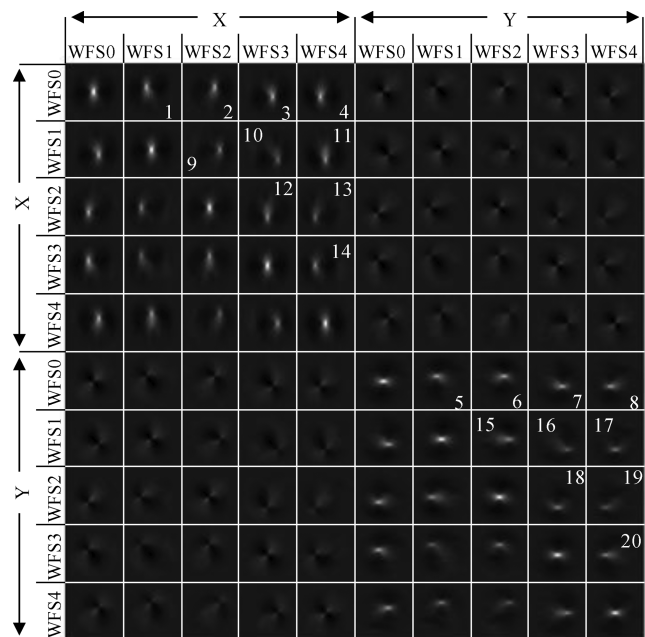 X Y
WFS0 WFS1 WFS2 WFS3 WFS4 WFS0 WFS1 WFS2 WFS3 WFS4
X
WFS0 1 2 3 4
WFS1 9 10 11
WFS2 12 13
WFS3 14
WFS4
Y
WFS0 5 6 7 8
WFS1 15 16 17
WFS2 18 19
WFS3 20
WFS4